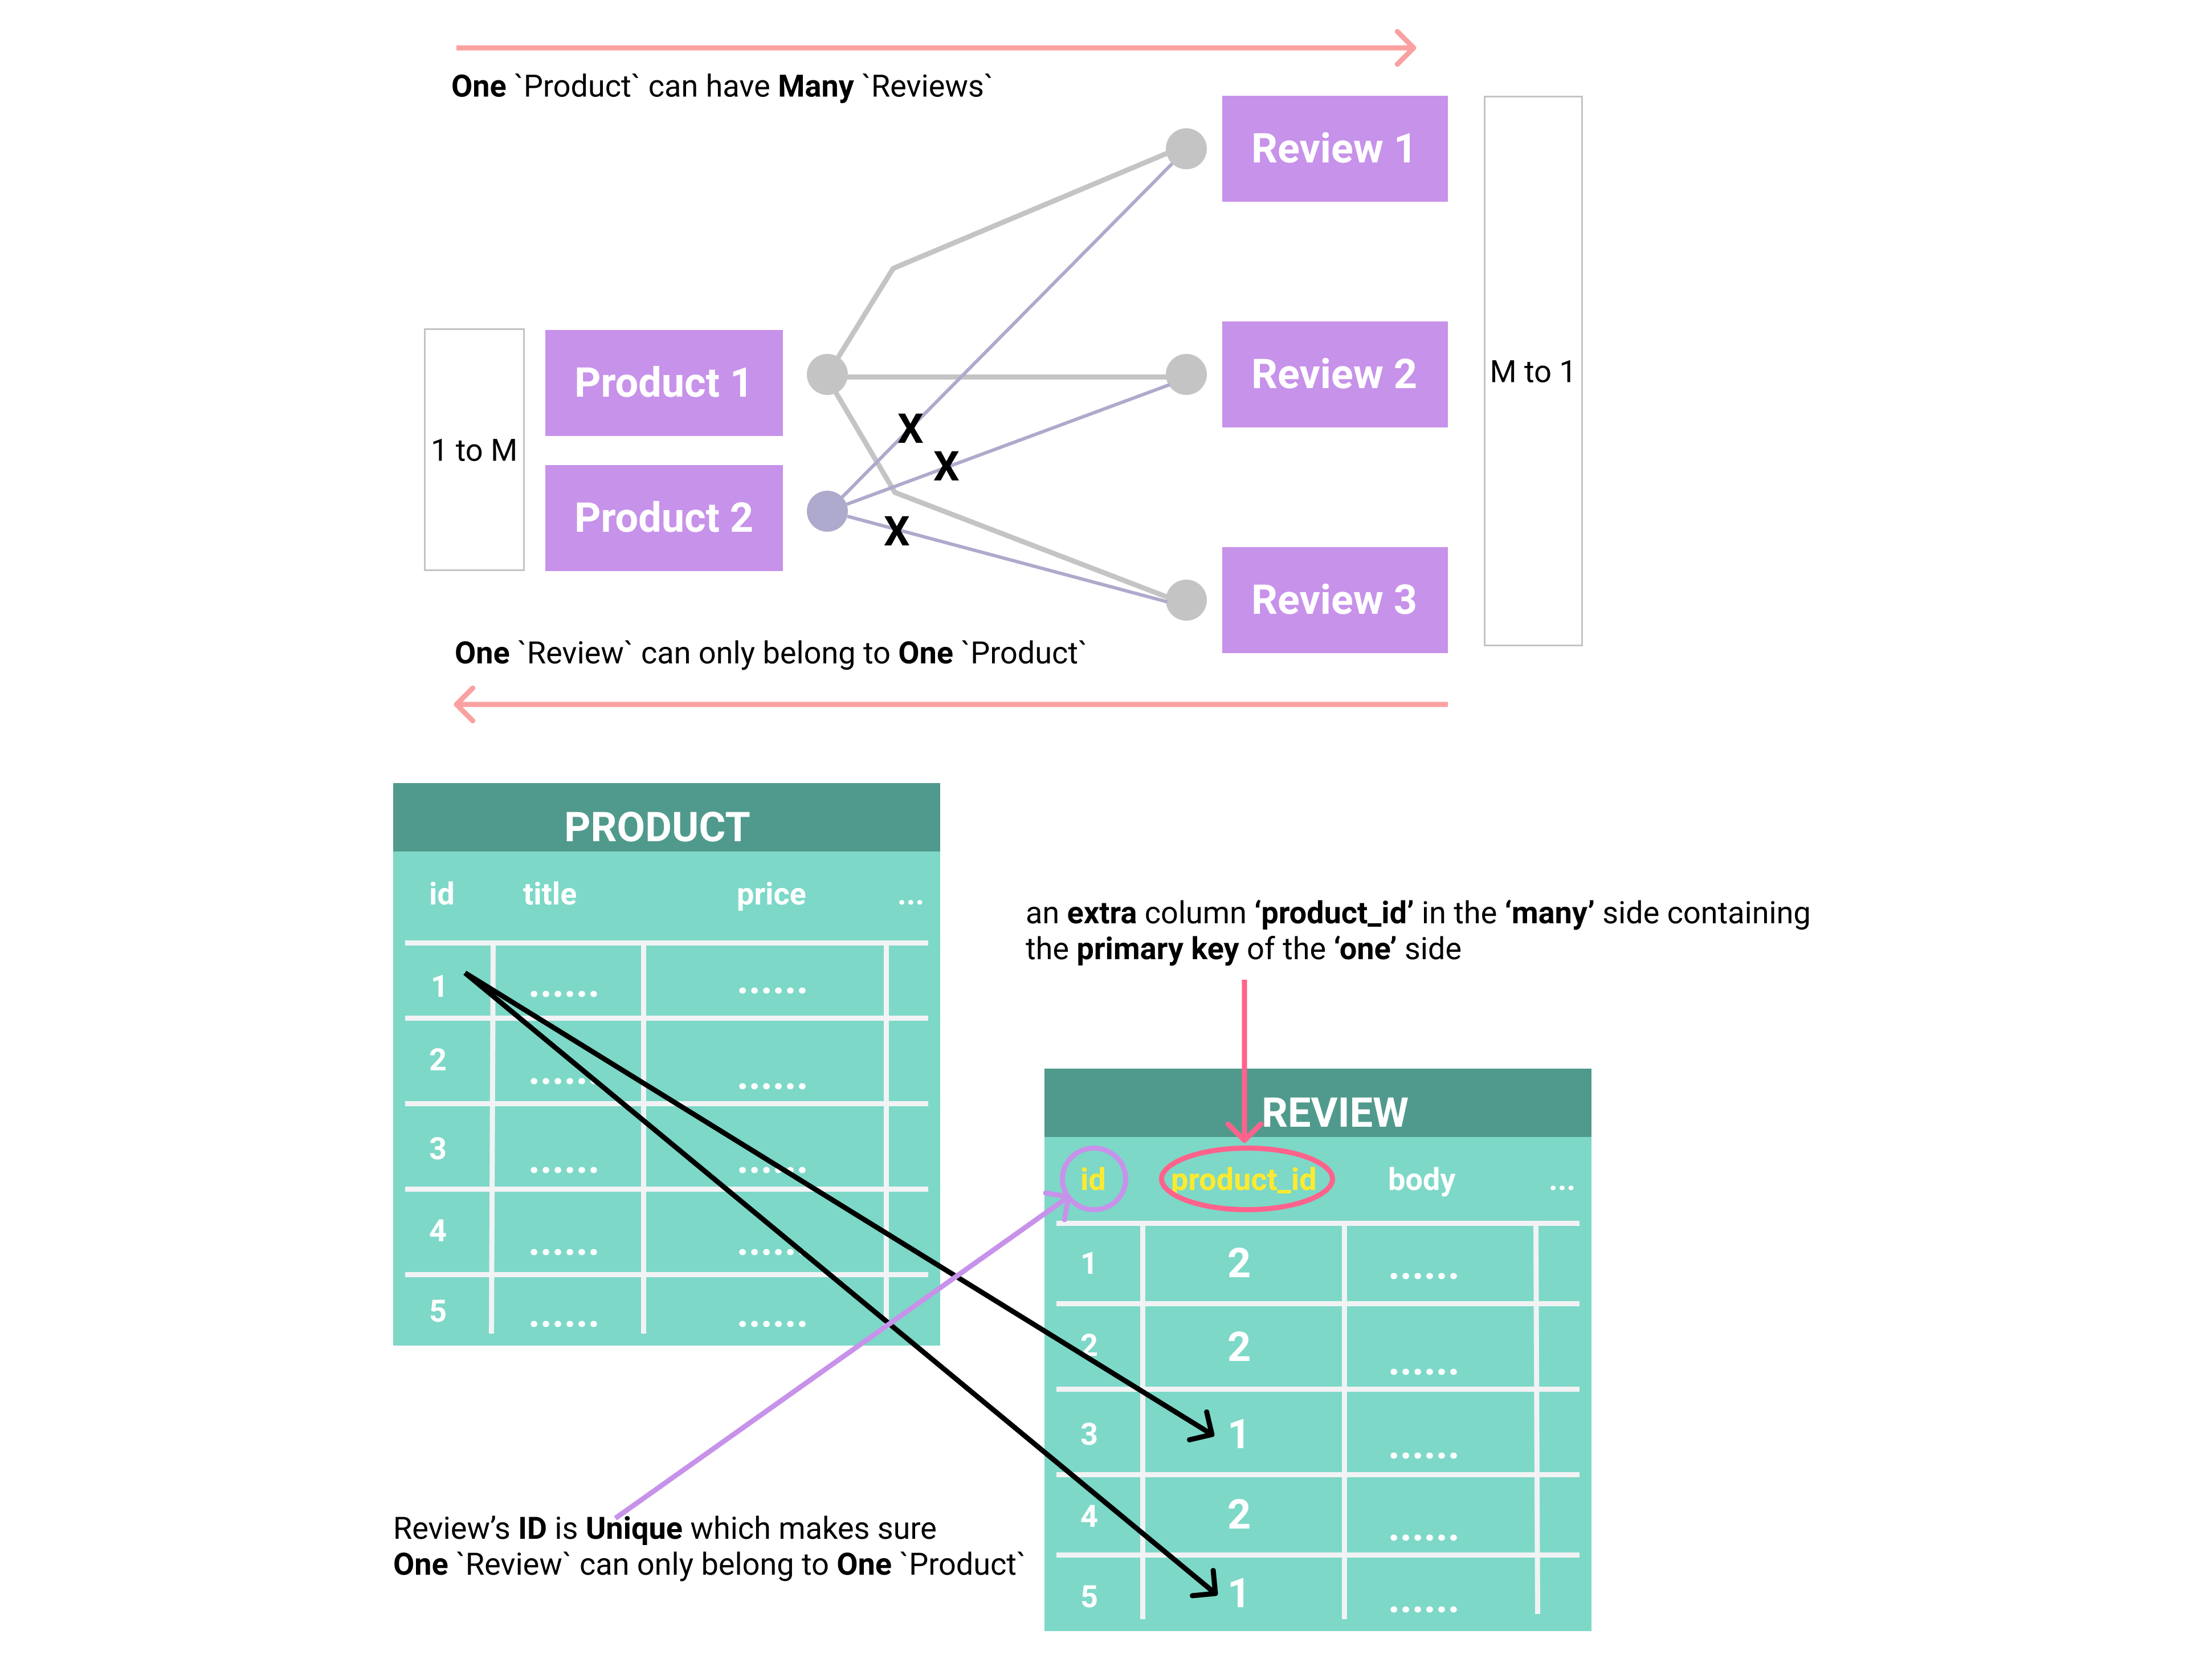 One `Product` can have Many `Reviews`
Review 1
Product 1
Review 2
M to 1
1 to M
X
X
Product 2
X
Review 3
One `Review` can only belong to One `Product`
PRODUCT
id title price ...
1 ...... ......
2 ...... ......
3 ...... ......
4 ...... ......
5 ...... ......
an extra column ‘product_id’ in the ‘many’ side containing
the primary key of the ‘one’ side
REVIEW
id product_id body ...
1 2 ......
2 2 ......
3 1 ......
4 2 ......
5 1 ......
Review’s ID is Unique which makes sure
One `Review` can only belong to One `Product`